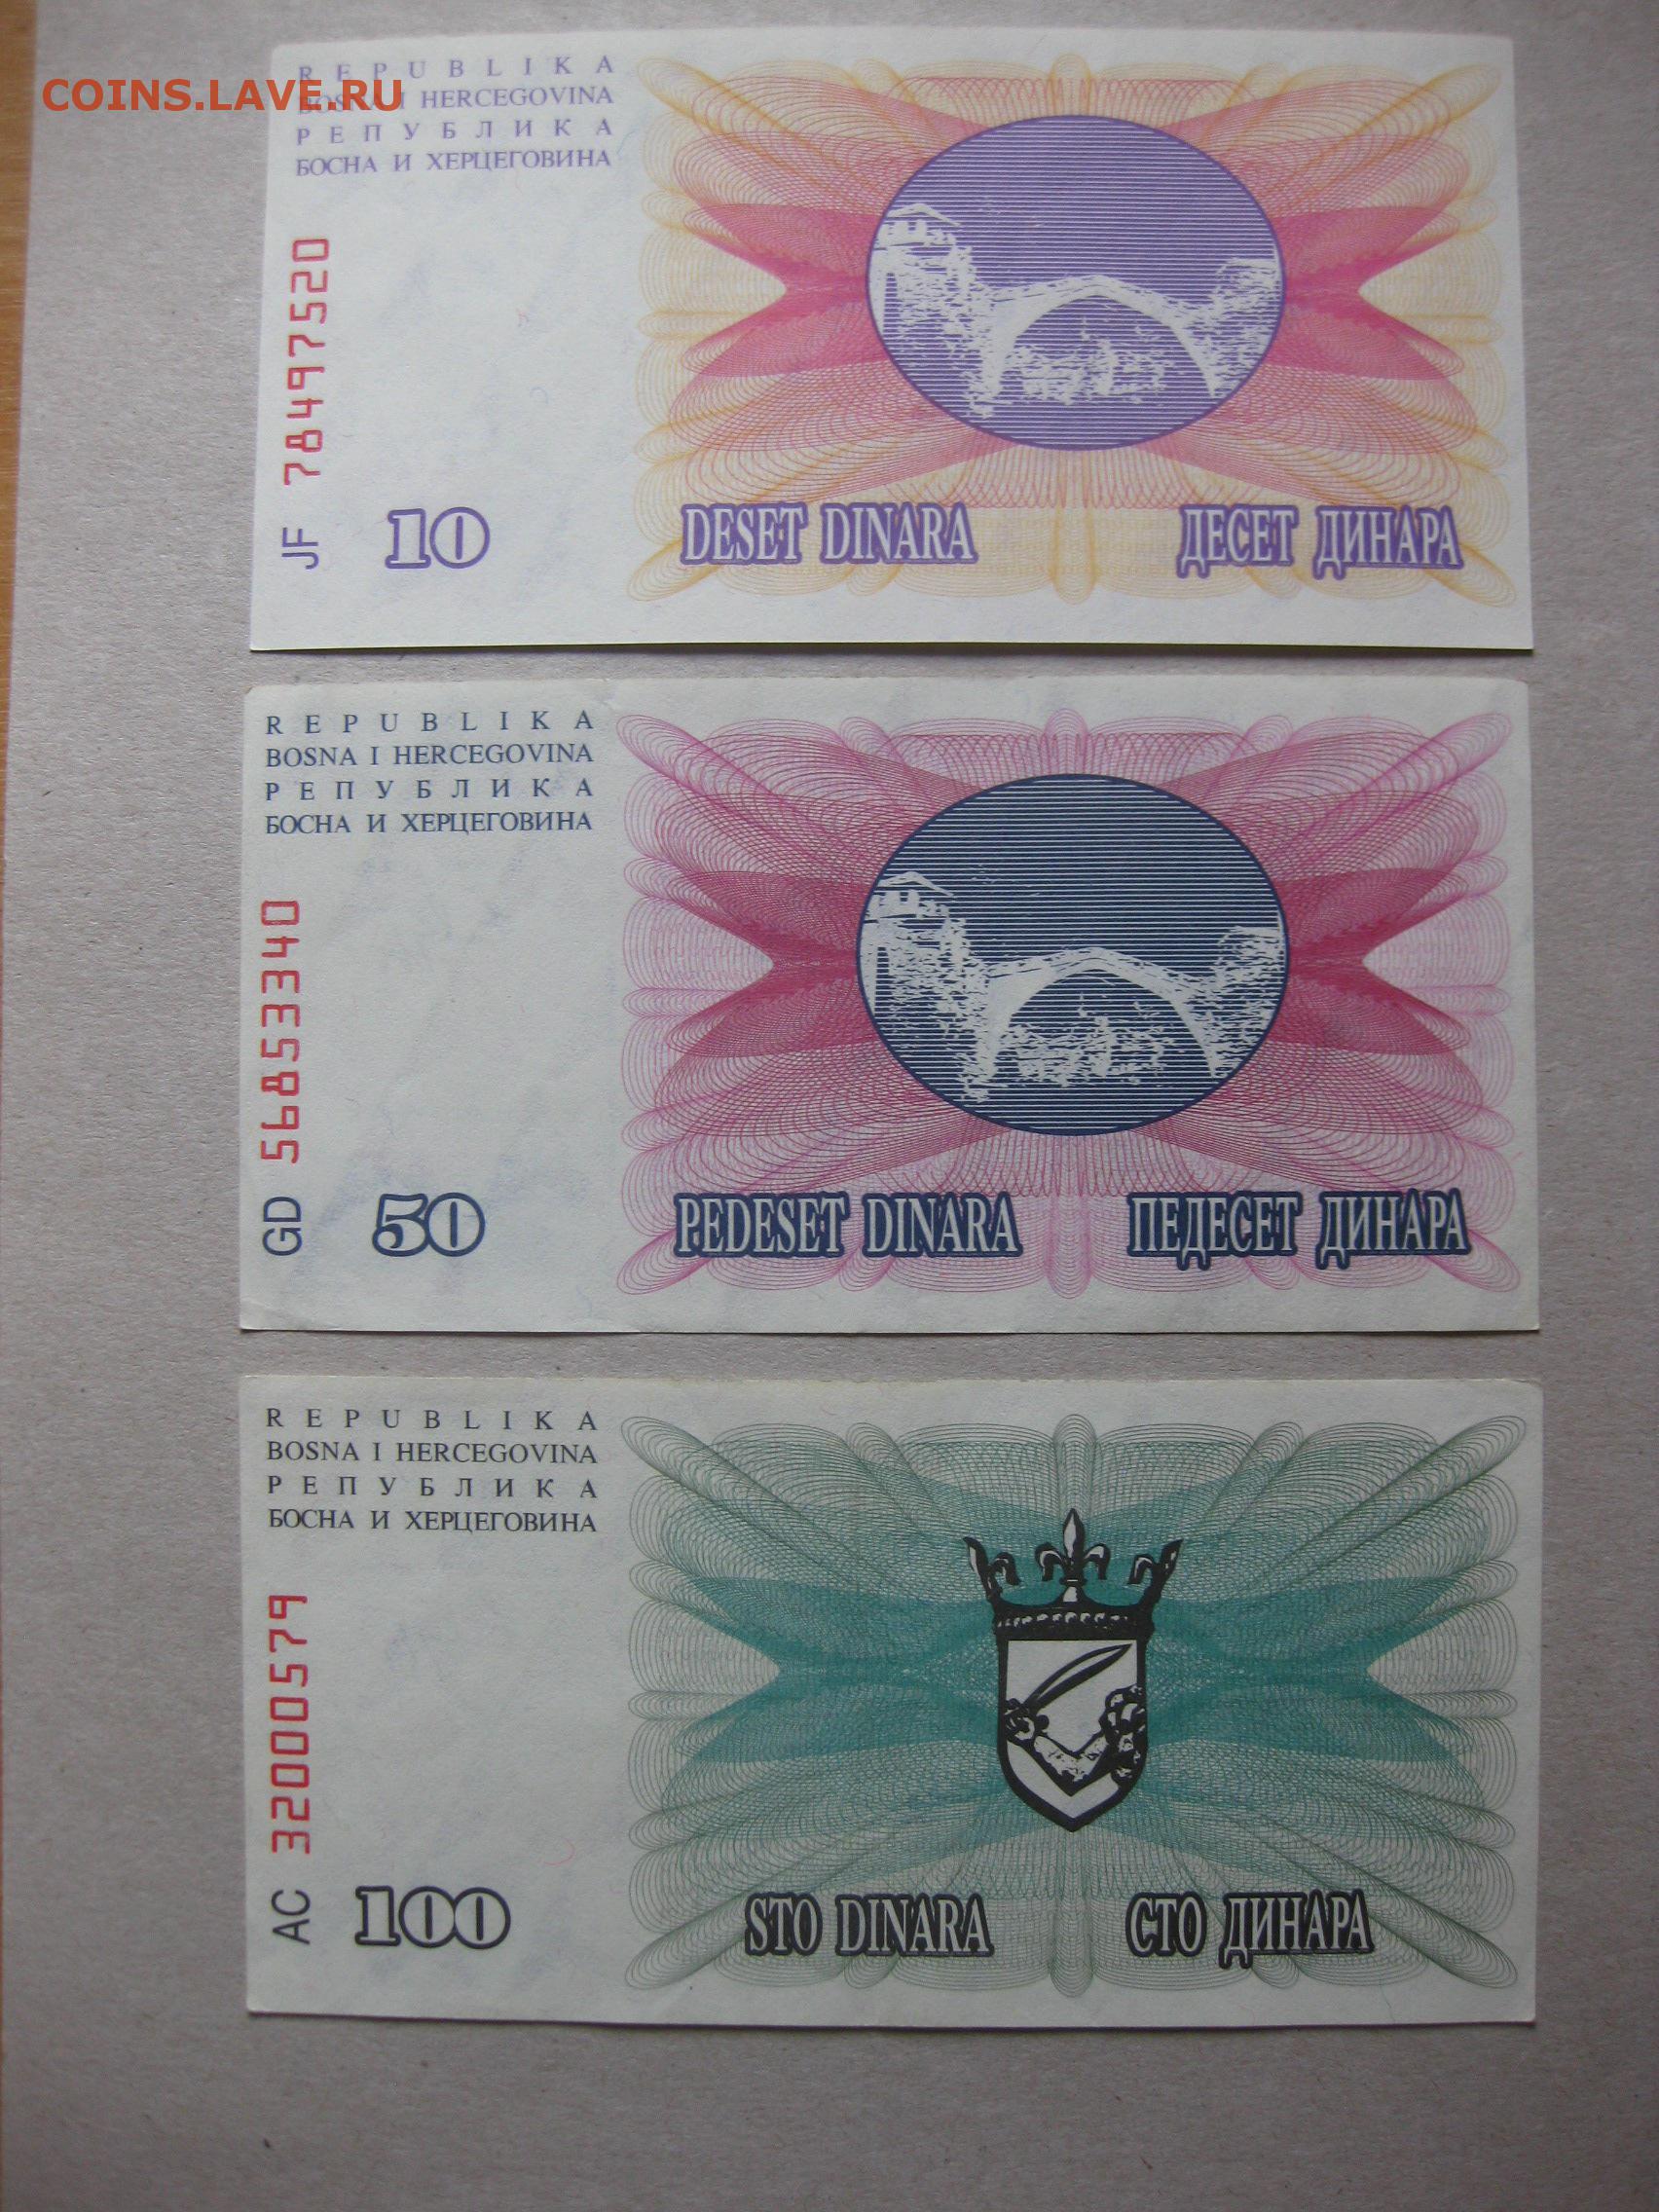 COINS.LAVE.RU
REPUBLIKA
BOSNA I HERCEGOVINA
РЕПУБЛИКА
БОСНА И ХЕРЦЕГОВИНА
JF 78497520
10
DESET DINARA ДЕСЕТ ДИНАРА
REPUBLIKA
BOSNA I HERCEGOVINA
РЕПУБЛИКА
БОСНА И ХЕРЦЕГОВИНА
GD 56853340
50
PEDESET DINARA ПЕДЕСЕТ ДИНАРА
REPUBLIKA
BOSNA I HERCEGOVINA
РЕПУБЛИКА
БОСНА И ХЕРЦЕГОВИНА
AC 32000579
100
STO DINARA СТО ДИНАРА